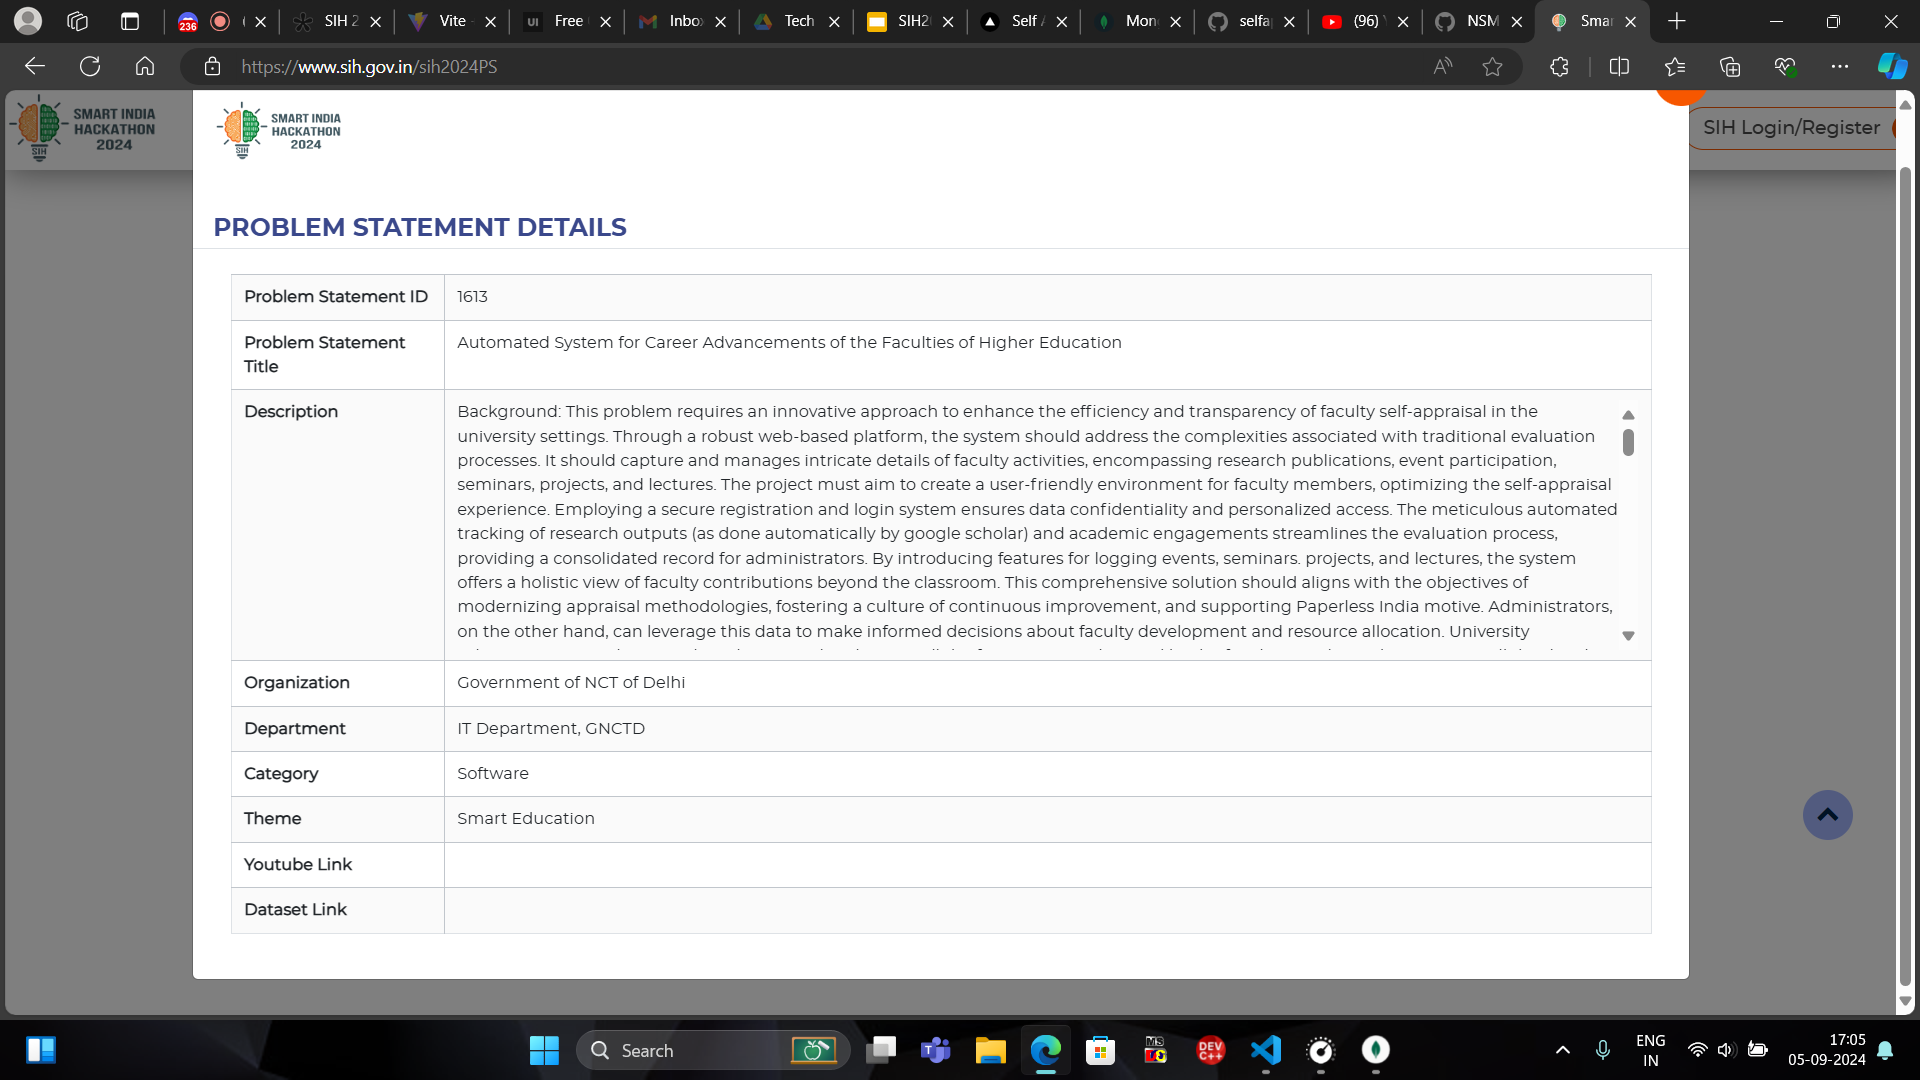 236
SIH 2
Vite -
Free
Inbox
Tech
SIH2
Self
Mon
selfa
(96)
NSM
Smar
https://www.sih.gov.in/sih2024PS
SMART INDIA
HACKATHON
2024
SIH
SMART INDIA
HACKATHON
2024
SIH
SIH Login/Register
PROBLEM STATEMENT DETAILS
Problem Statement ID 1613
Problem Statement Title Automated System for Career Advancements of the Faculties of Higher Education
Description Background: This problem requires an innovative approach to enhance the efficiency and transparency of faculty self-appraisal in the
university settings. Through a robust web-based platform, the system should address the complexities associated with traditional evaluation
processes. It should capture and manages intricate details of faculty activities, encompassing research publications, event participation,
seminars, projects, and lectures. The project must aim to create a user-friendly environment for faculty members, optimizing the self-appraisal
experience. Employing a secure registration and login system ensures data confidentiality and personalized access. The meticulous automated
tracking of research outputs (as done automatically by google scholar) and academic engagements streamlines the evaluation process,
providing a consolidated record for administrators. By introducing features for logging events, seminars. projects, and lectures, the system
offers a holistic view of faculty contributions beyond the classroom. This comprehensive solution should aligns with the objectives of
modernizing appraisal methodologies, fostering a culture of continuous improvement, and supporting Paperless India motive. Administrators,
on the other hand, can leverage this data to make informed decisions about faculty development and resource allocation. University
Organization Government of NCT of Delhi
Department IT Department, GNCTD
Category Software
Theme Smart Education
Youtube Link
Dataset Link
Search
DEV
C++
ENG
IN
17:05
05-09-2024